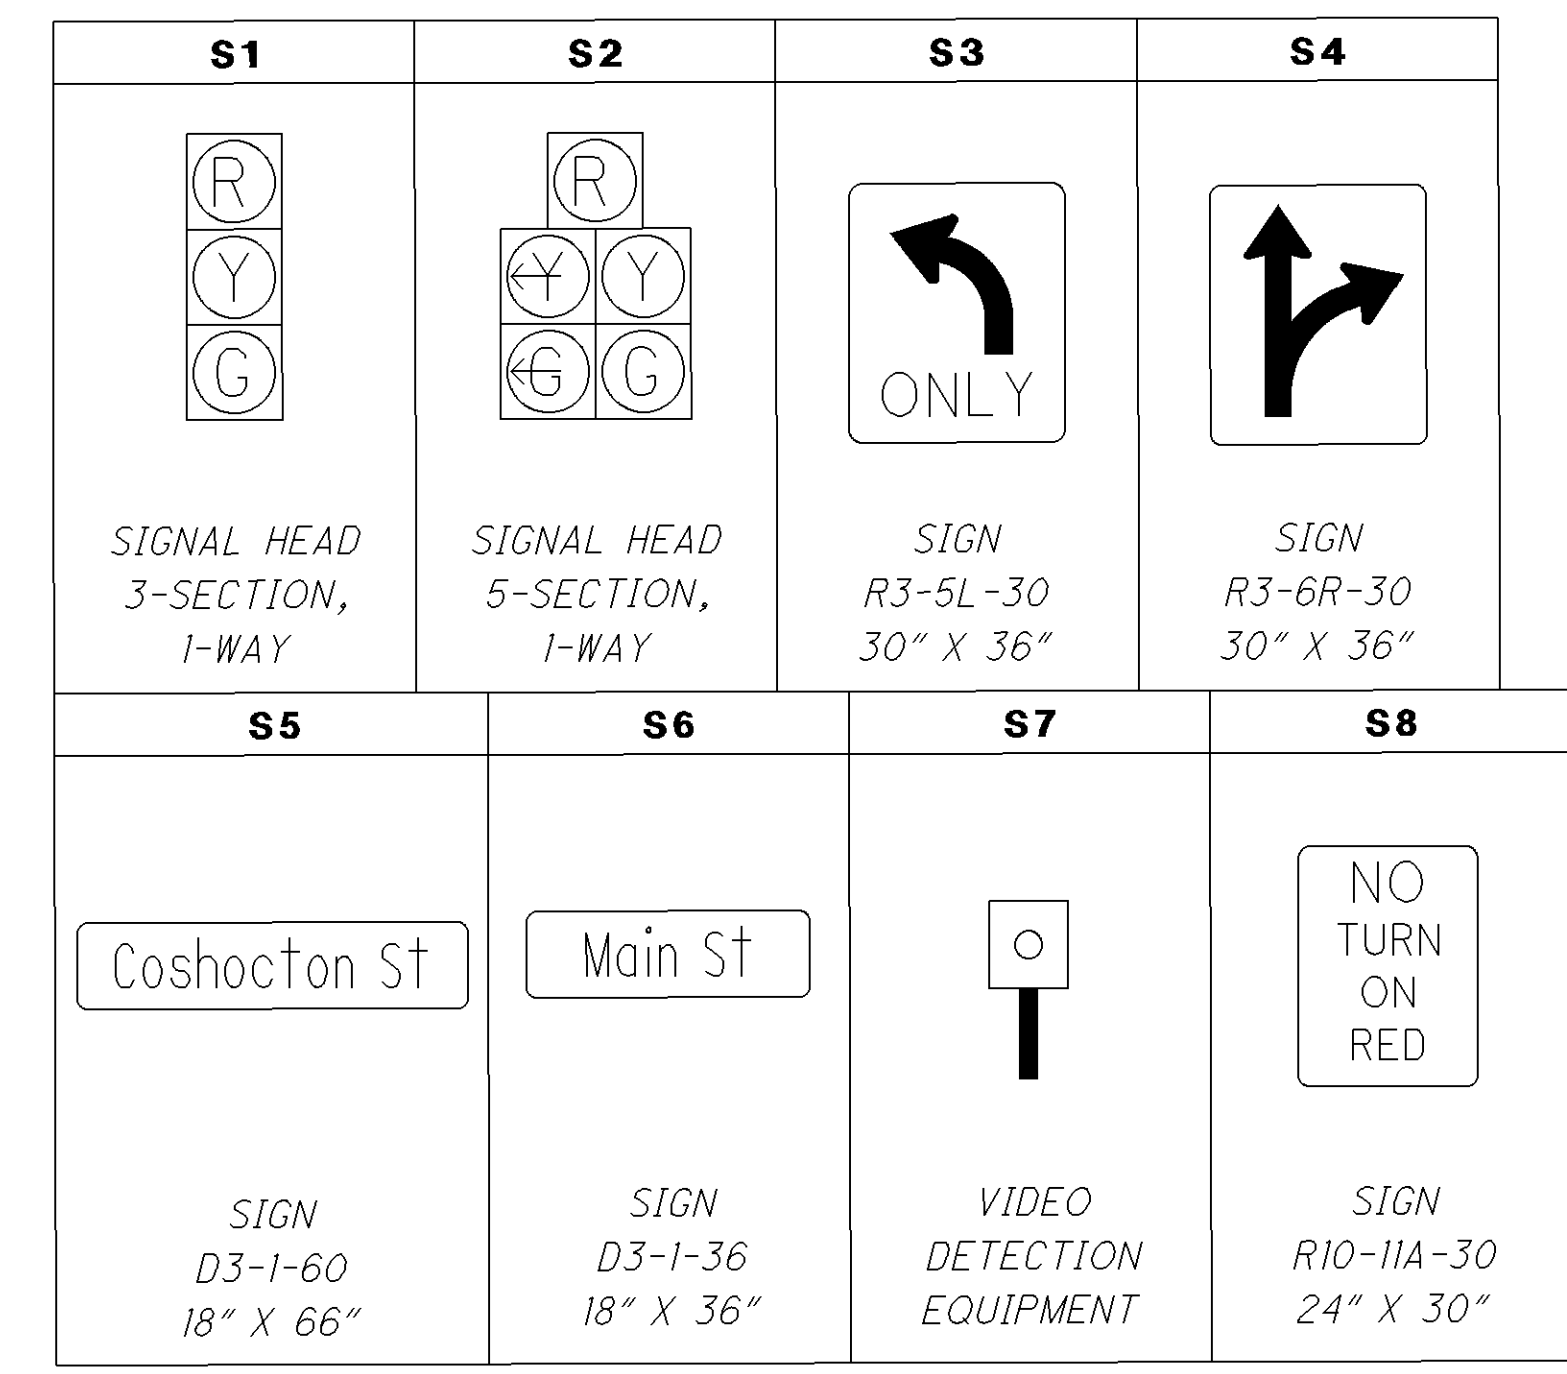 S1 S2 S3 S4
R R
Y Y Y
G G G
ONLY
SIGNAL HEAD SIGNAL HEAD SIGN SIGN
3-SECTION, 5-SECTION, R3-5L-30 R3-6R-30
1-WAY 1-WAY 30" X 36" 30" X 36"
S5 S6 S7 S8
Coshocton St Main St
NO
TURN
ON
RED
SIGN SIGN VIDEO SIGN
D3-1-60 D3-1-36 DETECTION R10-11A-30
18" X 66" 18" X 36" EQUIPMENT 24" X 30"